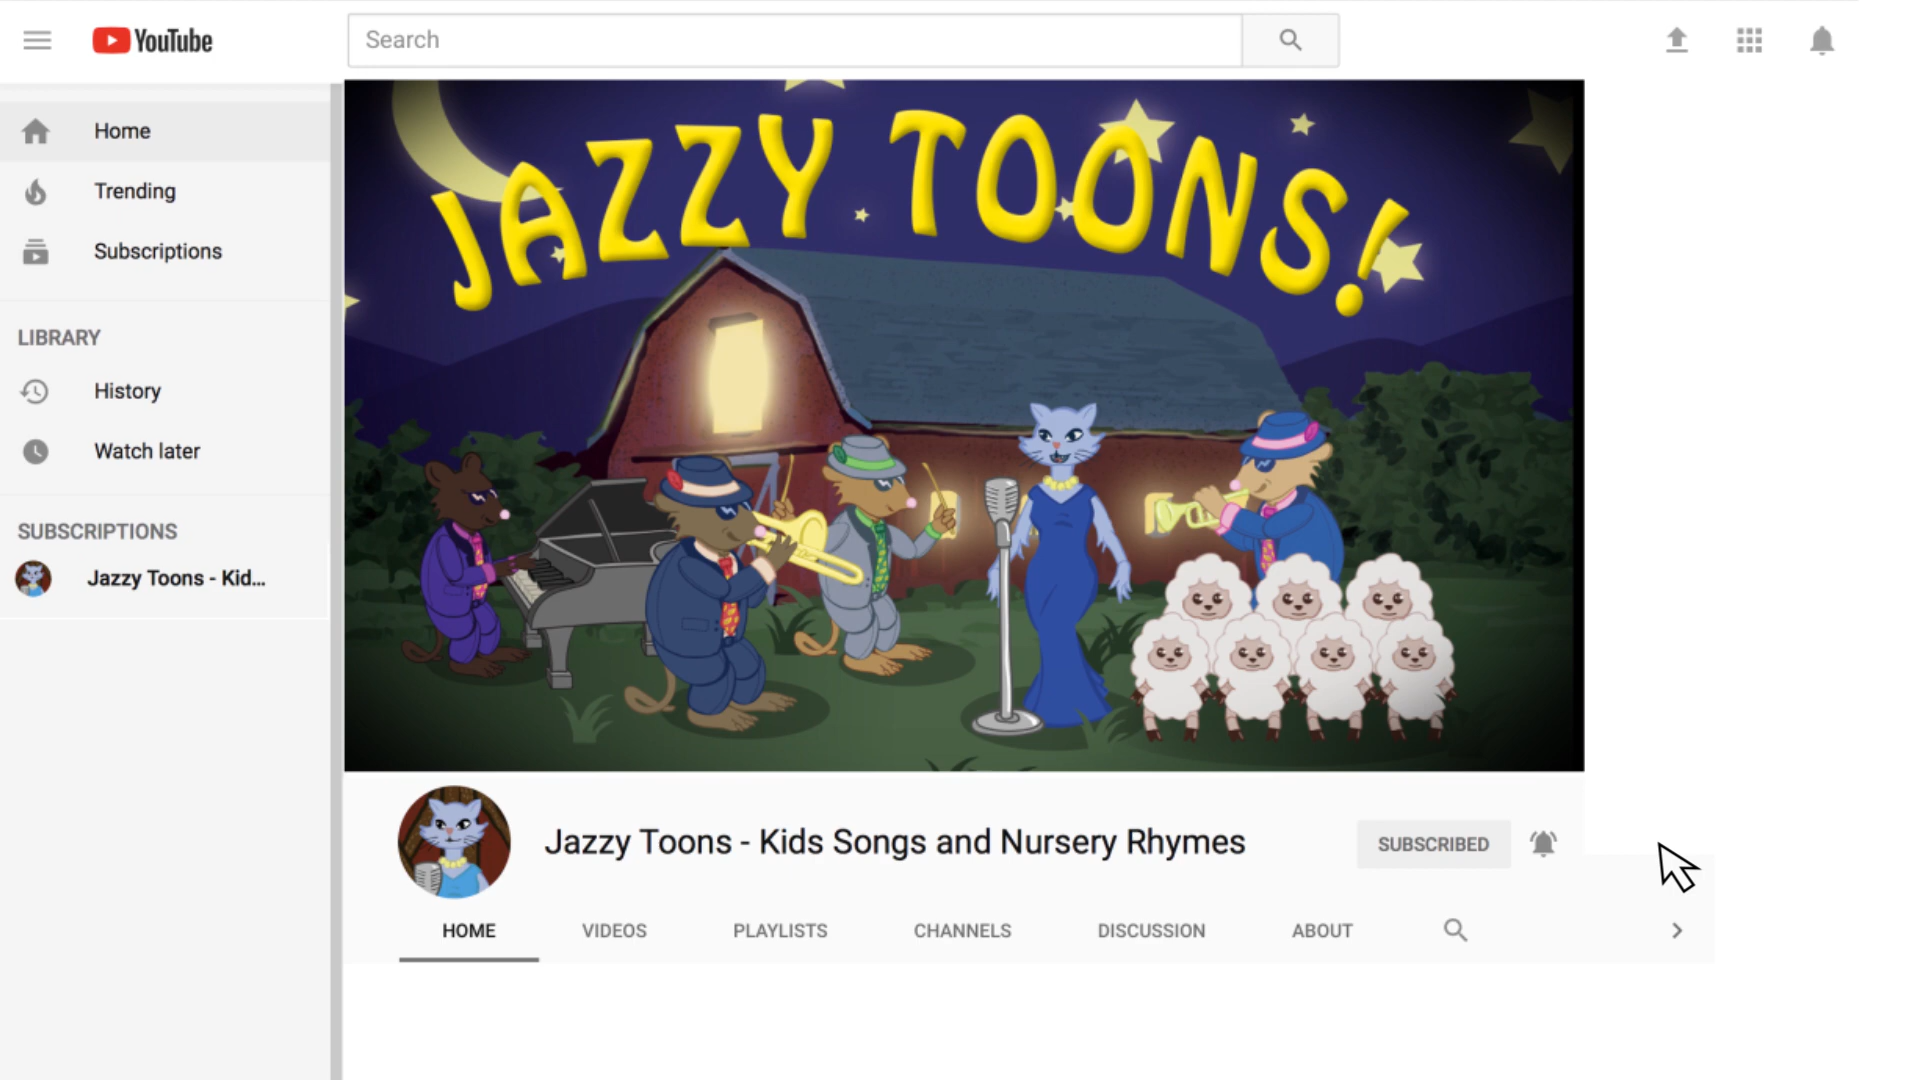 YouTube
Search
Home
Trending
Subscriptions
LIBRARY
History
Watch later
SUBSCRIPTIONS
Jazzy Toons - Kid...
JAZZY TOONS!
Jazzy Toons - Kids Songs and Nursery Rhymes
SUBSCRIBED
HOME VIDEOS PLAYLISTS CHANNELS DISCUSSION ABOUT